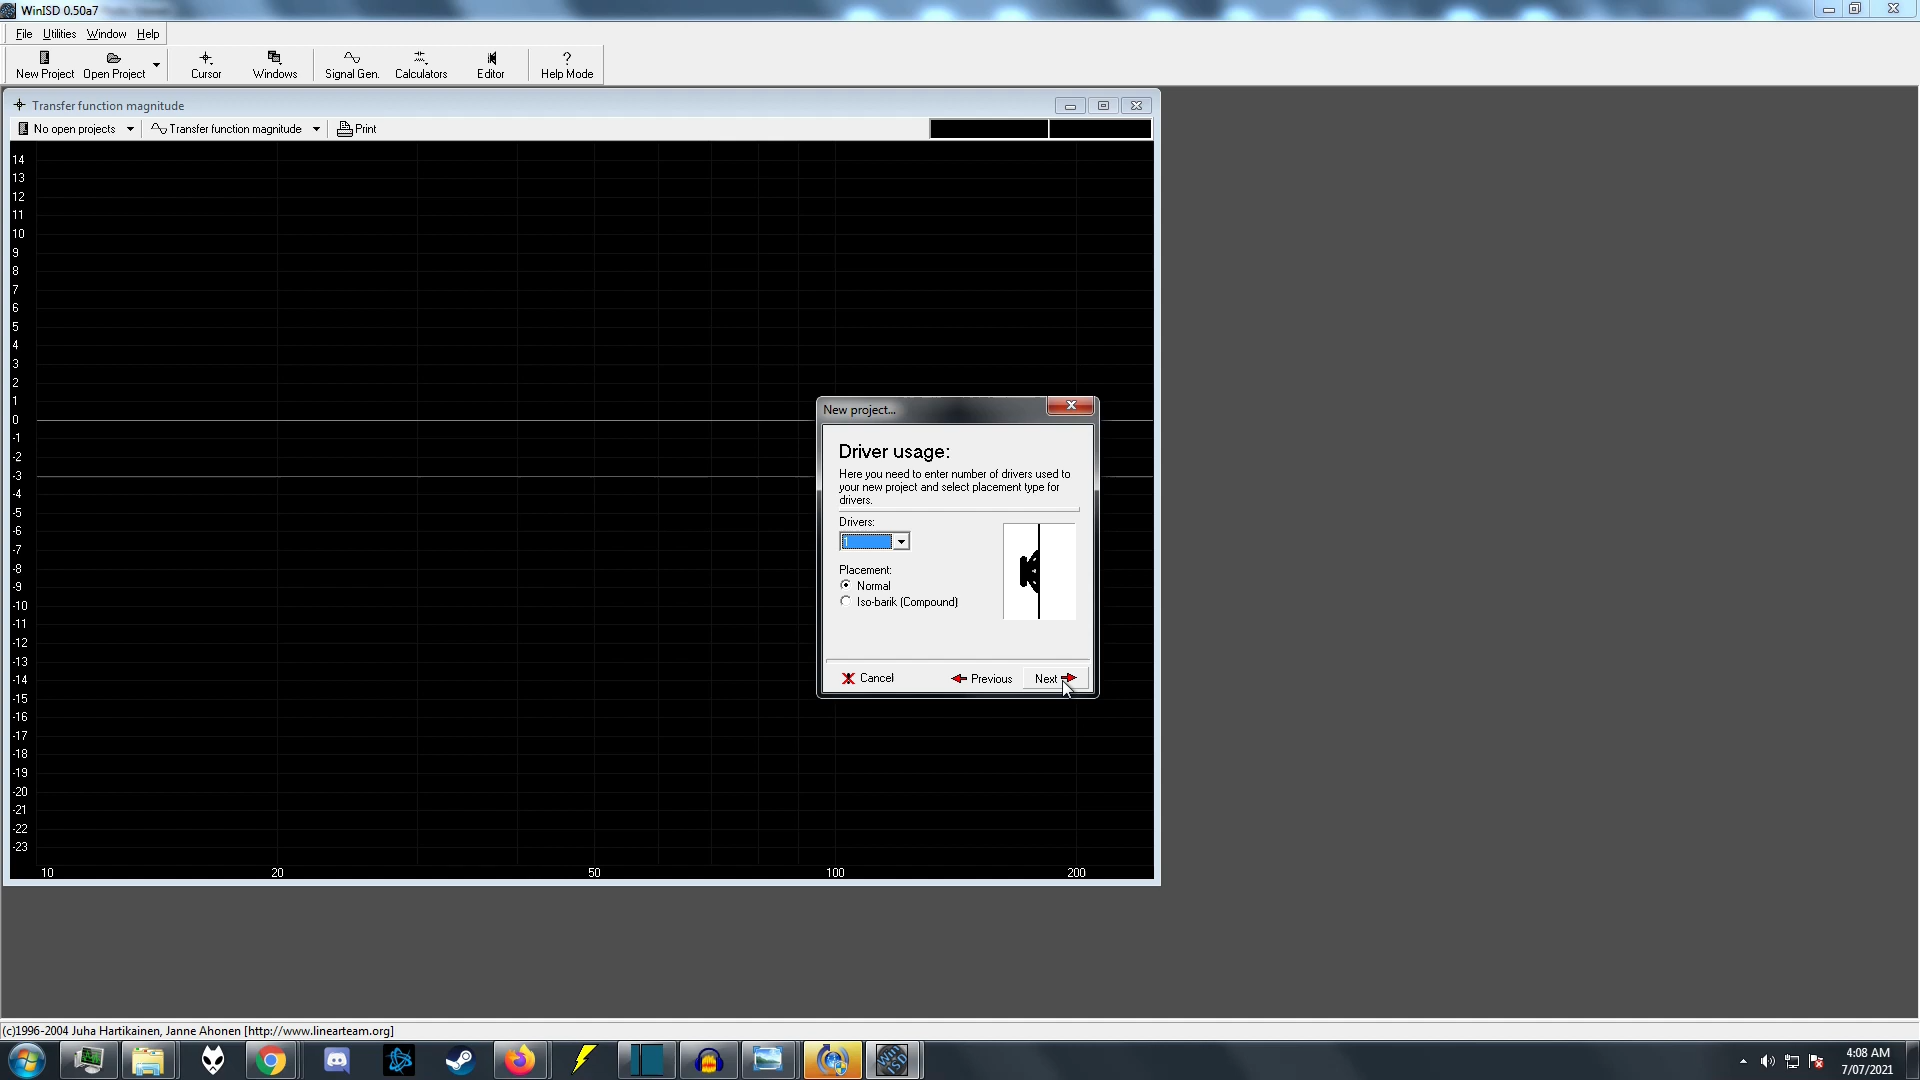 WinISD 0.50a7
File Utilities Window Help
New Project Open Project Cursor Windows Signal Gen. Calculators Editor Help Mode
Transfer function magnitude
No open projects Transfer function magnitude Print
14
13
12
11
10
9
8
7
6
5
4
3
2
1
0
-1
-2
-3
-4
-5
-6
-7
-8
-9
-10
-11
-12
-13
-14
-15
-16
-17
-18
-19
-20
-21
-22
-23
10 20 50 100 200
New project...
Driver usage:
Here you need to enter number of drivers used to
your new project and select placement type for
drivers.
Drivers:
1
Placement:
Normal
Iso-barik (Compound)
Cancel Previous Next
(c)1996-2004 Juha Hartikainen, Janne Ahonen [http://www.linearteam.org]
4:08 AM
7/07/2021